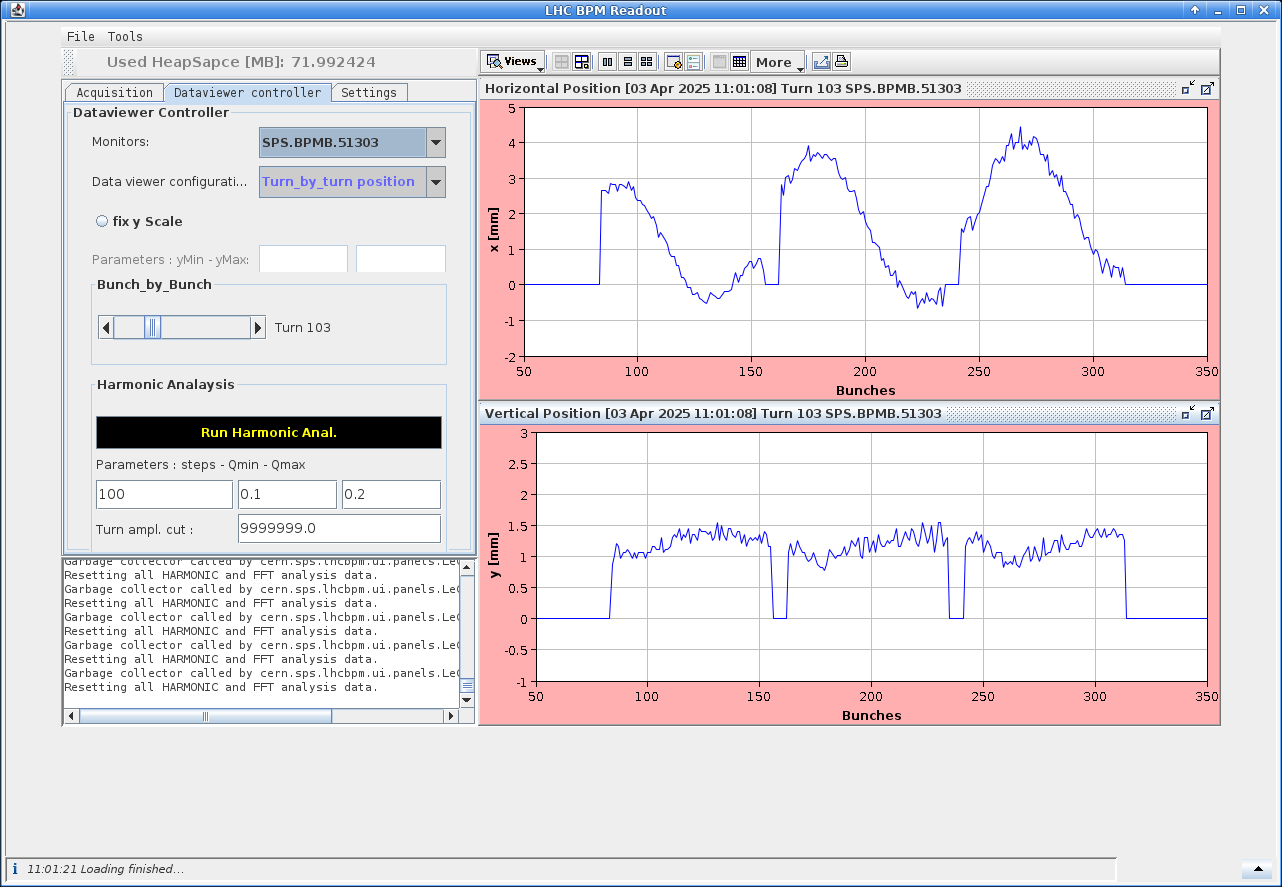 LHC BPM Readout
File Tools
Used HeapSapce [MB]: 71.992424
Views
More
Acquisition
Dataviewer controller
Settings
Dataviewer Controller
Monitors:
SPS.BPMB.51303
Data viewer configurati...
Turn_by_turn position
fix y Scale
Parameters : yMin - yMax:
Bunch_by_Bunch
Turn 103
Harmonic Analaysis
Run Harmonic Anal.
Parameters : steps - Qmin - Qmax
100
0.1
0.2
Turn ampl. cut :
9999999.0
Garbage collector called by cern.sps.lhcbpm.ui.panels.Le
Resetting all HARMONIC and FFT analysis data.
Garbage collector called by cern.sps.lhcbpm.ui.panels.Le
Resetting all HARMONIC and FFT analysis data.
Garbage collector called by cern.sps.lhcbpm.ui.panels.Le
Resetting all HARMONIC and FFT analysis data.
Garbage collector called by cern.sps.lhcbpm.ui.panels.Le
Resetting all HARMONIC and FFT analysis data.
Garbage collector called by cern.sps.lhcbpm.ui.panels.Le
Resetting all HARMONIC and FFT analysis data.
Horizontal Position [03 Apr 2025 11:01:08] Turn 103 SPS.BPMB.51303
5
4
3
2
1
0
-1
-2
x [mm]
50 100 150 200 250 300 350
Bunches
Vertical Position [03 Apr 2025 11:01:08] Turn 103 SPS.BPMB.51303
3
2.5
2
1.5
1
0.5
0
-0.5
-1
y [mm]
50 100 150 200 250 300 350
Bunches
11:01:21 Loading finished...